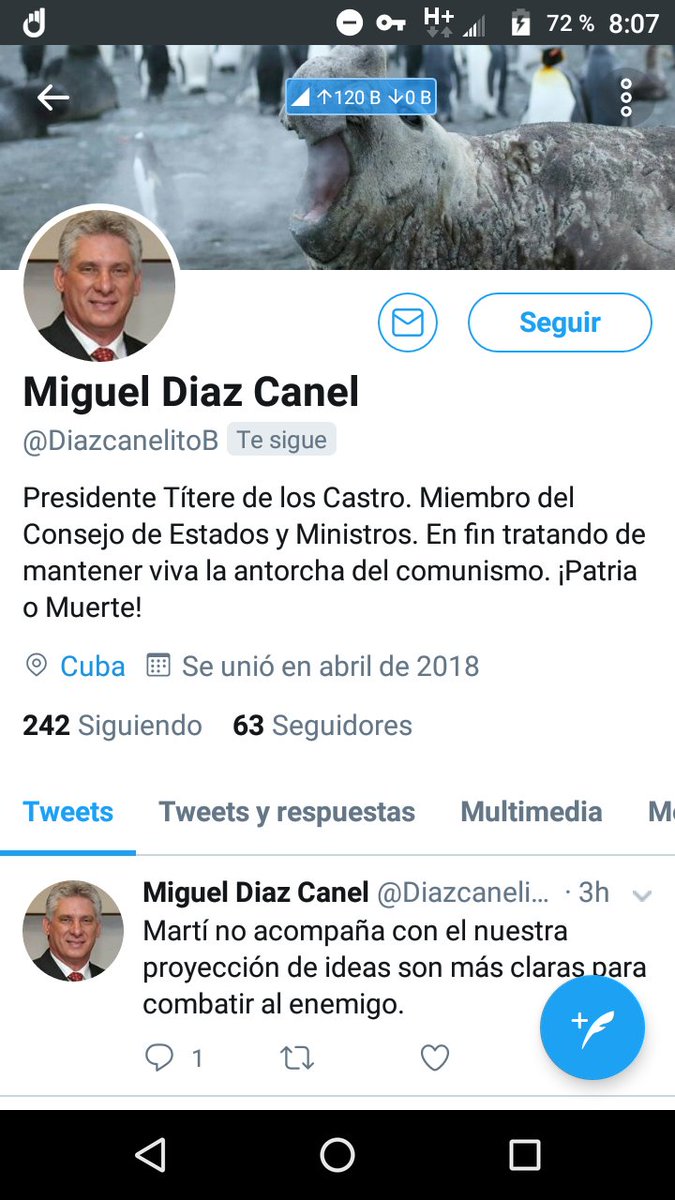 H+ 72 % 8:07
↑120 B ↓0 B
Seguir
Miguel Diaz Canel
@DiazcanelitoB Te sigue
Presidente Títere de los Castro. Miembro del
Consejo de Estados y Ministros. En fin tratando de
mantener viva la antorcha del comunismo. ¡Patria
o Muerte!
Cuba Se unió en abril de 2018
242 Siguiendo 63 Seguidores
Tweets Tweets y respuestas Multimedia M
Miguel Diaz Canel @Diazcaneli... · 3h
Martí no acompaña con el nuestra
proyección de ideas son más claras para
combatir al enemigo.
1